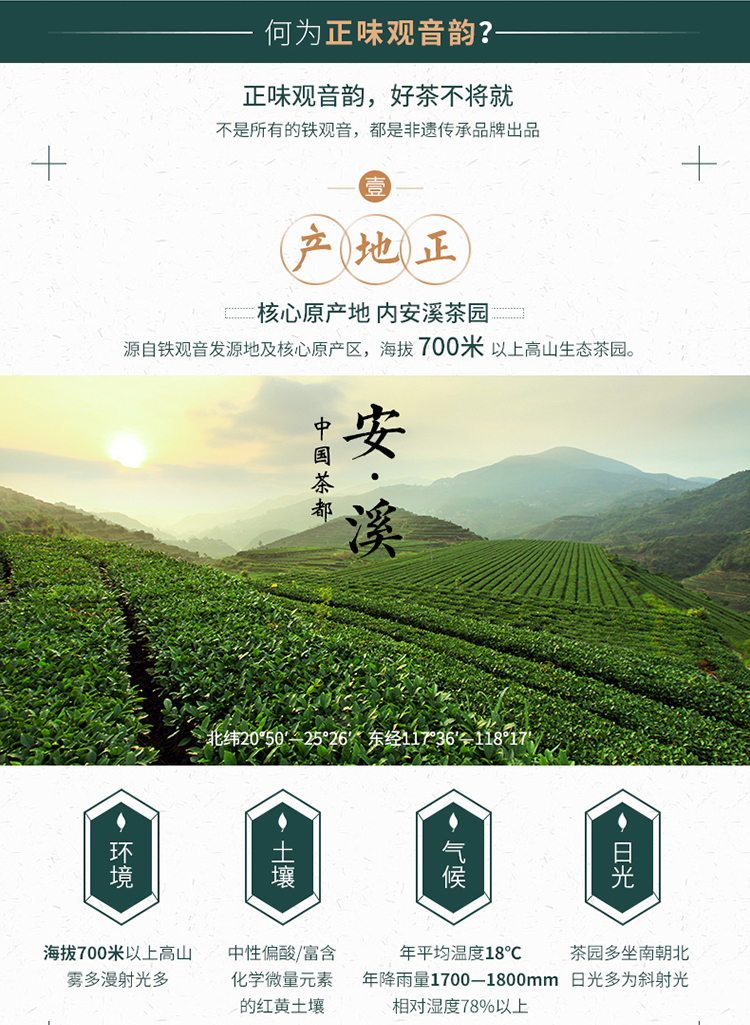 何为正味观音韵?
正味观音韵，好茶不将就
不是所有的铁观音，都是非遗传承品牌出品
壹
产地正
核心原产地 内安溪茶园
源自铁观音发源地及核心原产区，海拔 700米 以上高山生态茶园。
安·溪
中国茶都
北纬20°50′—25°26′ 东经117°36′—118°17′
环境
海拔700米以上高山
雾多漫射光多
土壤
中性偏酸/富含
化学微量元素
的红黄土壤
气候
年平均温度18℃
年降雨量1700—1800mm
相对湿度78%以上
日光
茶园多坐南朝北
日光多为斜射光